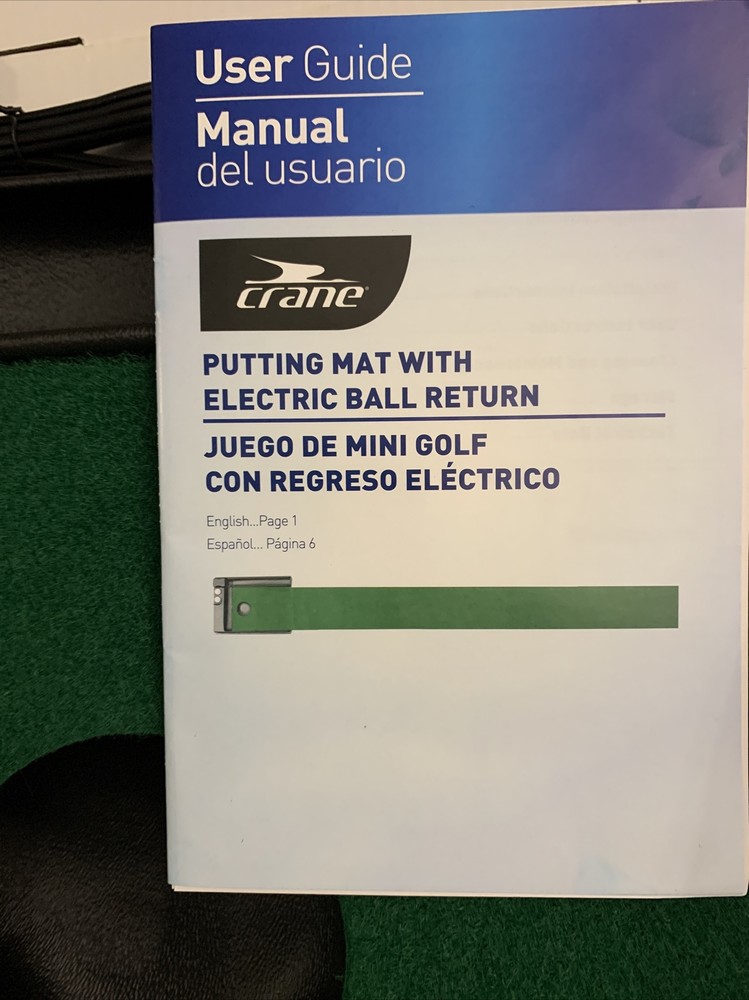 User Guide
Manual
del usuario
crane®
PUTTING MAT WITH
ELECTRIC BALL RETURN
JUEGO DE MINI GOLF
CON REGRESO ELÉCTRICO
English...Page 1
Español... Página 6